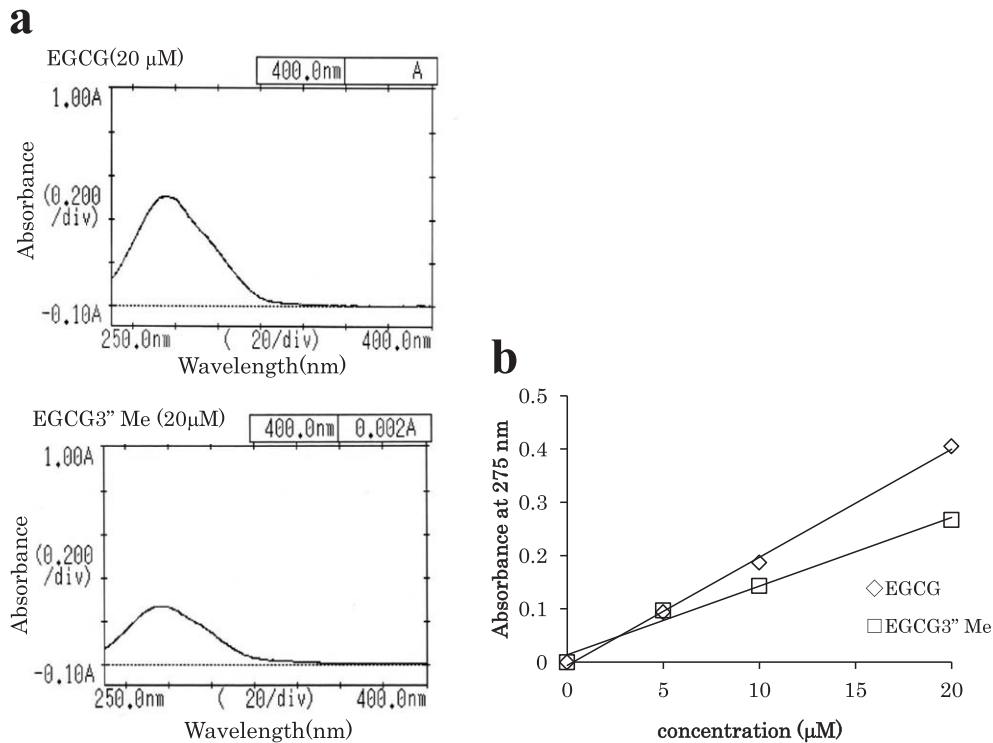 a
EGCG(20 μM)
400.0nm A
1.00A
(0.200
/div)
-0.10A
250.0nm ( 20/div) 400.0nm
Absorbance
Wavelength(nm)
EGCG3” Me (20μM)
400.0nm 0.002A
1.00A
(0.200
/div)
-0.10A
250.0nm ( 20/div) 400.0nm
Absorbance
Wavelength(nm)
b
Absorbance at 275 nm
0.5
0.4
0.3
0.2
0.1
0
0 5 10 15 20
concentration (μM)
EGCG
EGCG3” Me